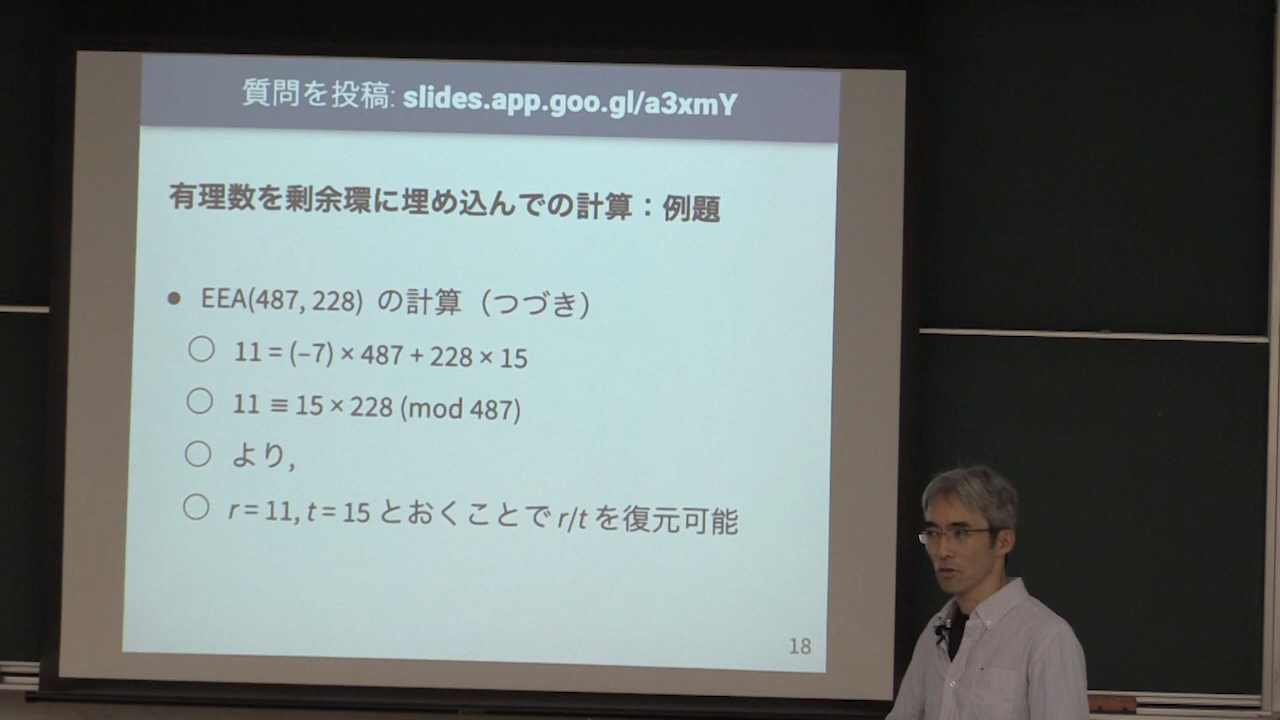 質問を投稿: slides.app.goo.gl/a3xmY
有理数を剰余環に埋め込んでの計算：例題
● EEA(487, 228) の計算（つづき）
○ 11 = (–7) × 487 + 228 × 15
○ 11 ≡ 15 × 228 (mod 487)
○ より,
○ r = 11, t = 15 とおくことで r/t を復元可能
18